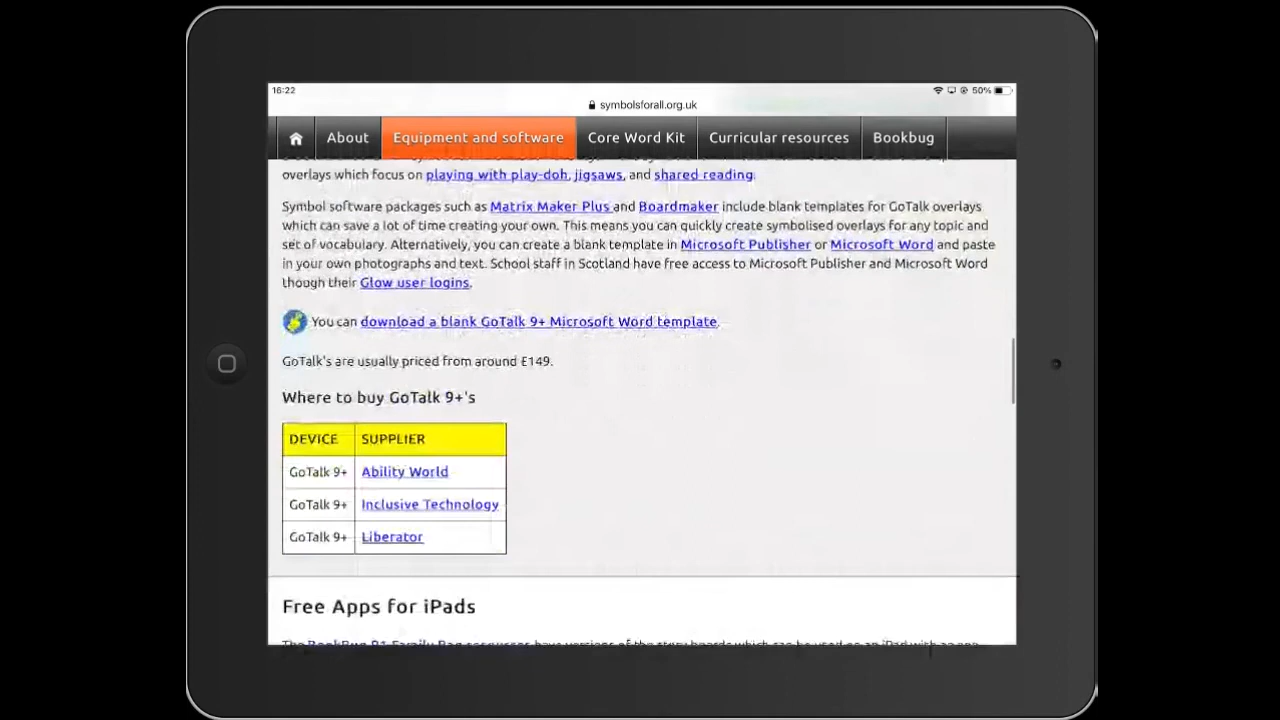 16:22
50%
symbolsforall.org.uk
About Equipment and software Core Word Kit Curricular resources Bookbug
overlays which focus on playing with play-doh, jigsaws, and shared reading.
Symbol software packages such as Matrix Maker Plus and Boardmaker include blank templates for GoTalk overlays
which can save a lot of time creating your own. This means you can quickly create symbolised overlays for any topic and
set of vocabulary. Alternatively, you can create a blank template in Microsoft Publisher or Microsoft Word and paste
in your own photographs and text. School staff in Scotland have free access to Microsoft Publisher and Microsoft Word
though their Glow user logins.
You can download a blank GoTalk 9+ Microsoft Word template.
GoTalk's are usually priced from around £149.
Where to buy GoTalk 9+'s
DEVICE SUPPLIER
GoTalk 9+ Ability World
GoTalk 9+ Inclusive Technology
GoTalk 9+ Liberator
Free Apps for iPads